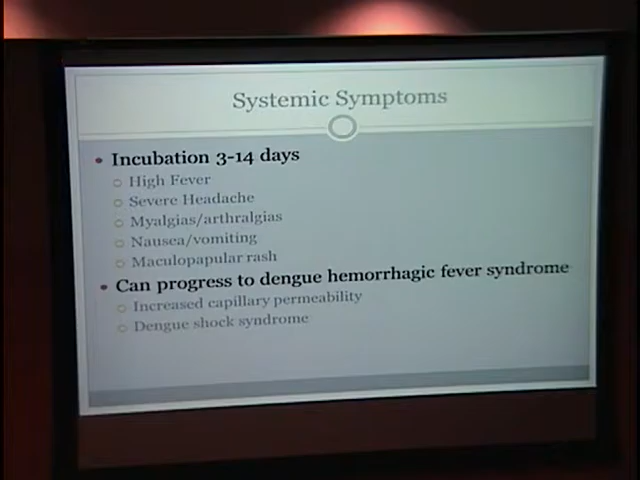 Systemic Symptoms
Incubation 3-14 days
High Fever
Severe Headache
Myalgias/arthralgias
Nausea/vomiting
Maculopapular rash
Can progress to dengue hemorrhagic fever syndrome
Increased capillary permeability
Dengue shock syndrome